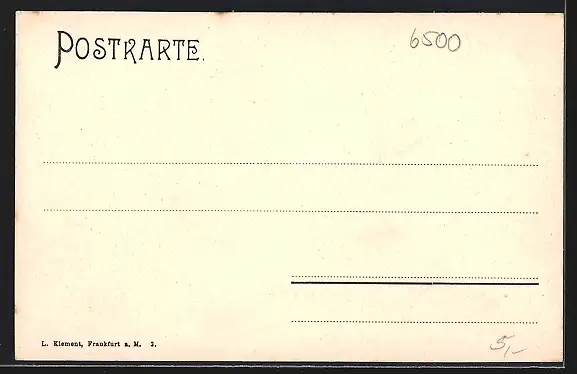 POSTKARTE.
6500
L. Klement, Frankfurt a. M. 3.
5,-